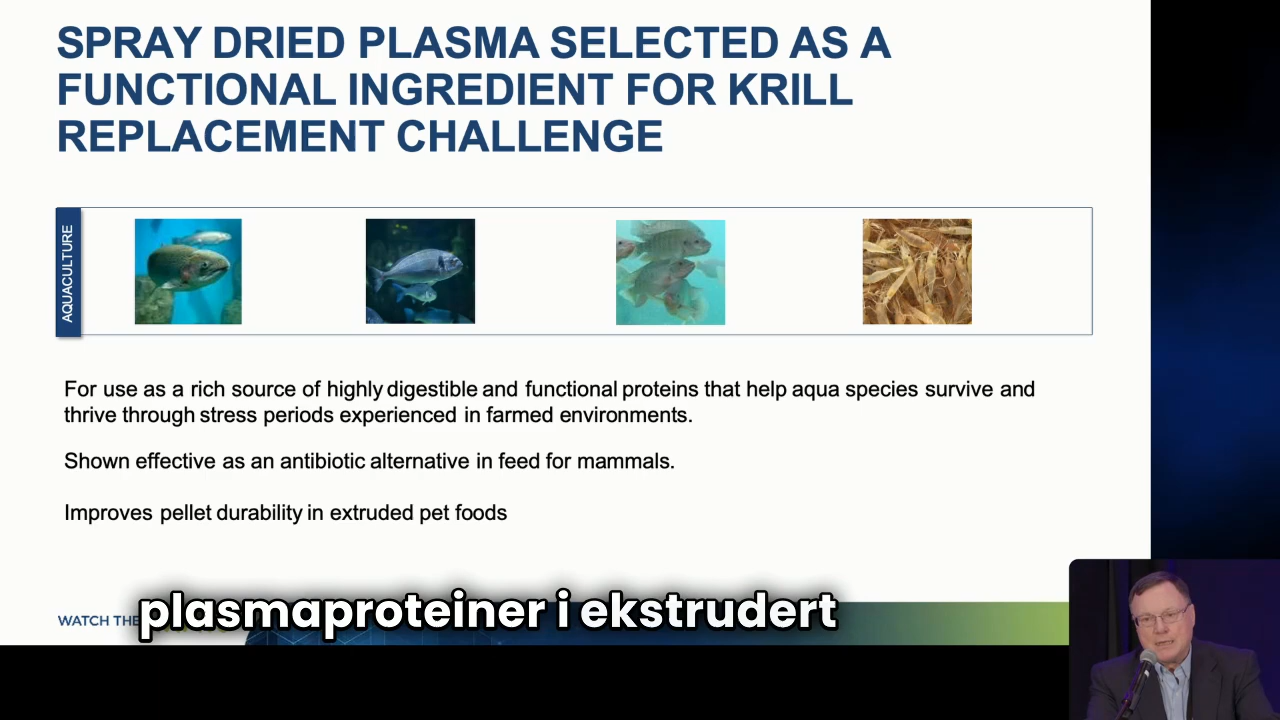 SPRAY DRIED PLASMA SELECTED AS A
FUNCTIONAL INGREDIENT FOR KRILL
REPLACEMENT CHALLENGE
AQUACULTURE
For use as a rich source of highly digestible and functional proteins that help aqua species survive and
thrive through stress periods experienced in farmed environments.
Shown effective as an antibiotic alternative in feed for mammals.
Improves pellet durability in extruded pet foods
WATCH THE
plasmaproteiner i ekstrudert